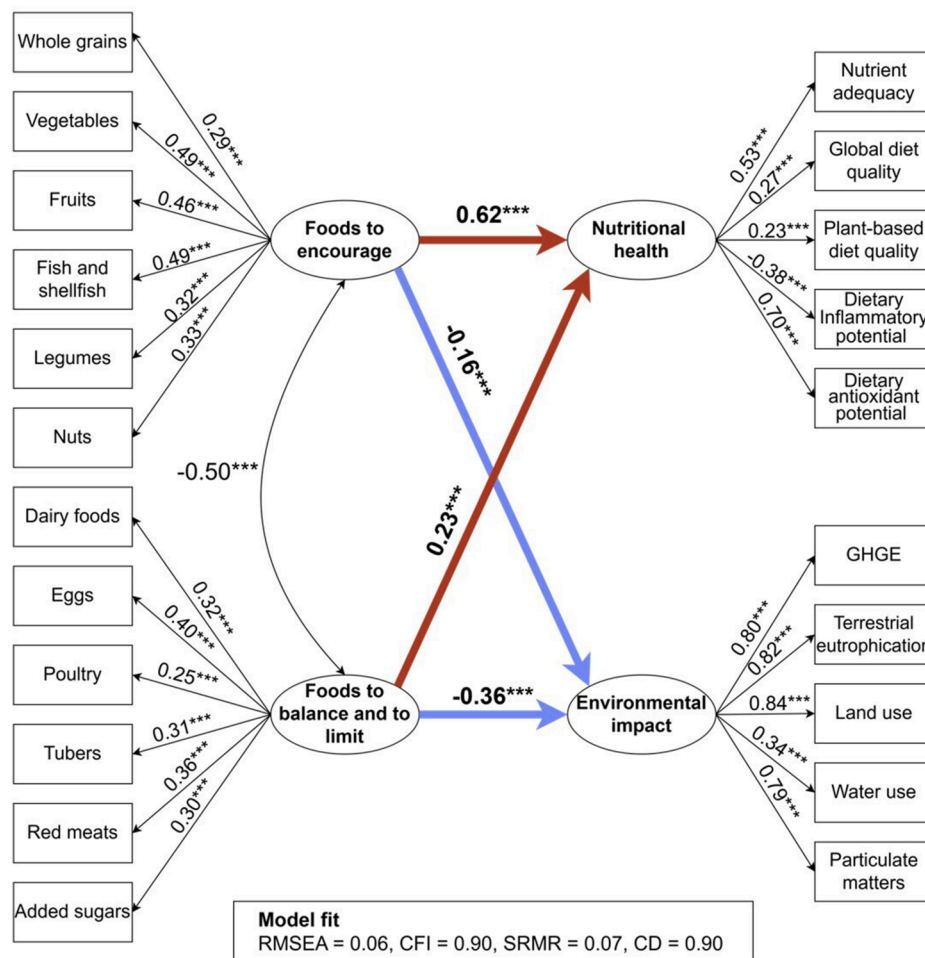 Whole grains
Vegetables
Fruits
Fish and
shellfish
Legumes
Nuts
Dairy foods
Eggs
Poultry
Tubers
Red meats
Added sugars
0.29***
0.49***
0.46***
0.49***
0.32***
0.33***
0.32***
0.40***
0.25***
0.31***
0.36***
0.30***
Foods to
encourage
-0.50***
Foods to
balance and to
limit
0.62***
-0.16***
0.23***
-0.36***
Nutritional
health
Environmental
impact
0.53***
0.27***
0.23***
-0.38***
0.70***
Nutrient
adequacy
Global diet
quality
Plant-based
diet quality
Dietary
Inflammatory
potential
Dietary
antioxidant
potential
0.80***
0.82***
0.84***
0.34***
0.79***
GHGE
Terrestrial
eutrophication
Land use
Water use
Particulate
matters
Model fit
RMSEA = 0.06, CFI = 0.90, SRMR = 0.07, CD = 0.90